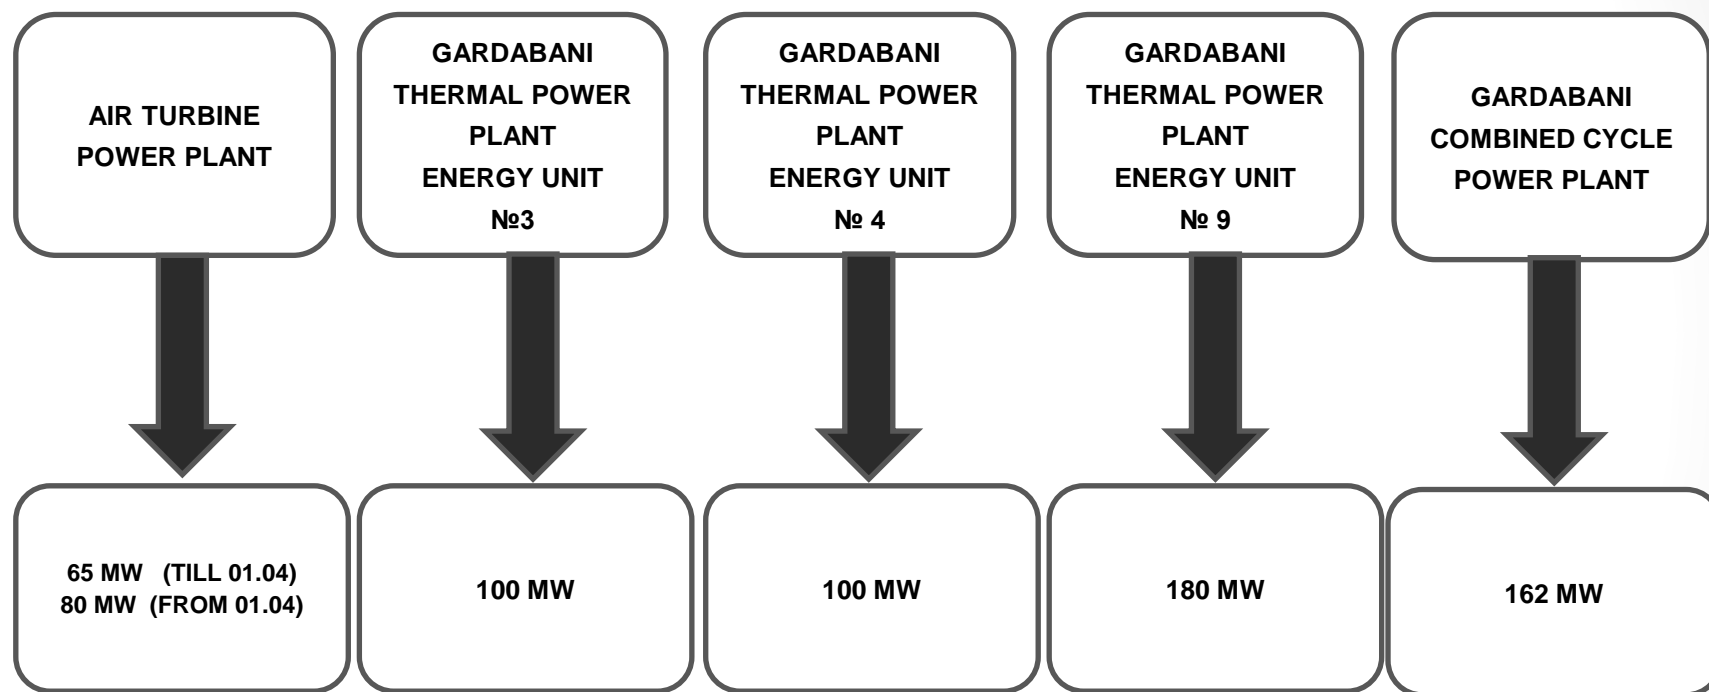 AIR TURBINE
POWER PLANT
GARDABANI
THERMAL POWER
PLANT
ENERGY UNIT
№3
GARDABANI
THERMAL POWER
PLANT
ENERGY UNIT
№ 4
GARDABANI
THERMAL POWER
PLANT
ENERGY UNIT
№ 9
GARDABANI
COMBINED CYCLE
POWER PLANT
65 MW (TILL 01.04)
80 MW (FROM 01.04)
100 MW
100 MW
180 MW
162 MW